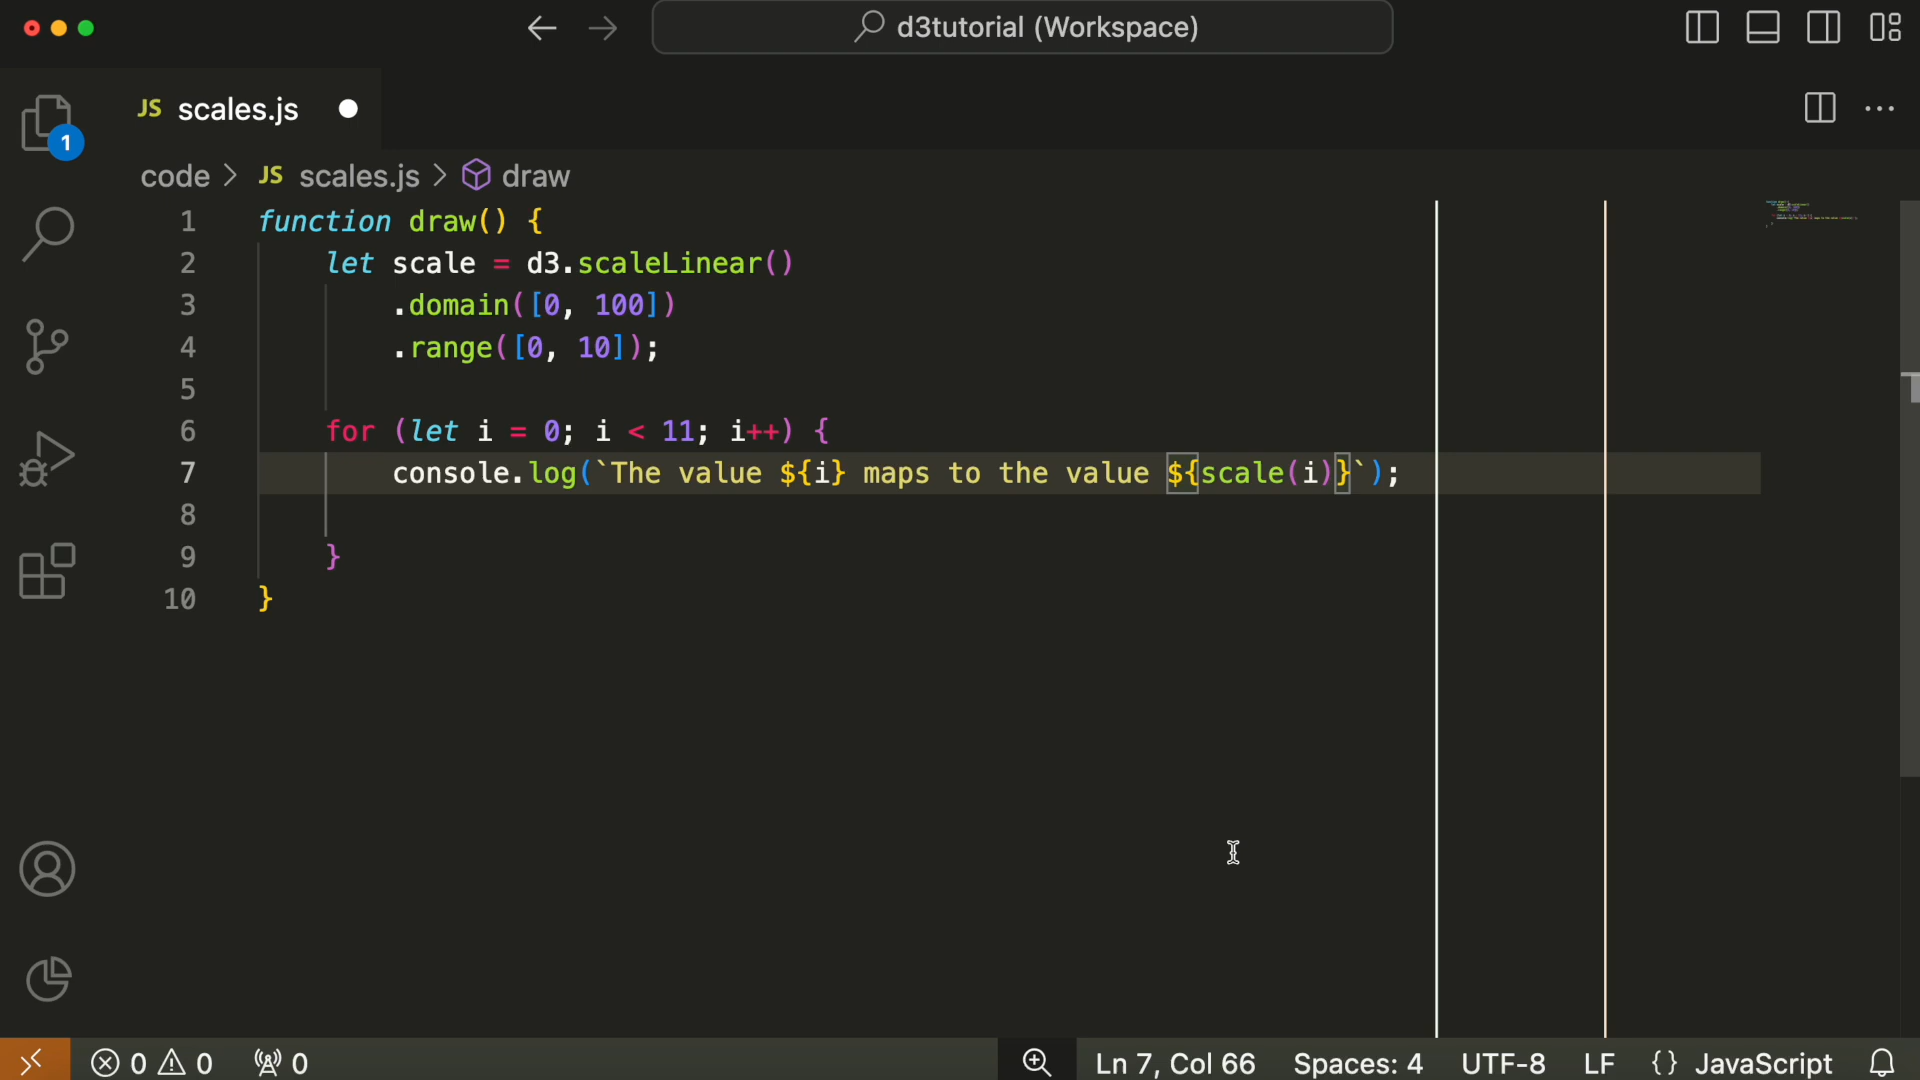 d3tutorial (Workspace)
JS scales.js
1
code > JS scales.js > draw
1 function draw() {
2     let scale = d3.scaleLinear()
3         .domain([0, 100])
4         .range([0, 10]);
5
6     for (let i = 0; i < 11; i++) {
7         console.log(`The value ${i} maps to the value ${scale(i)}`);
8
9     }
10 }
0 0 0 Ln 7, Col 66 Spaces: 4 UTF-8 LF {} JavaScript